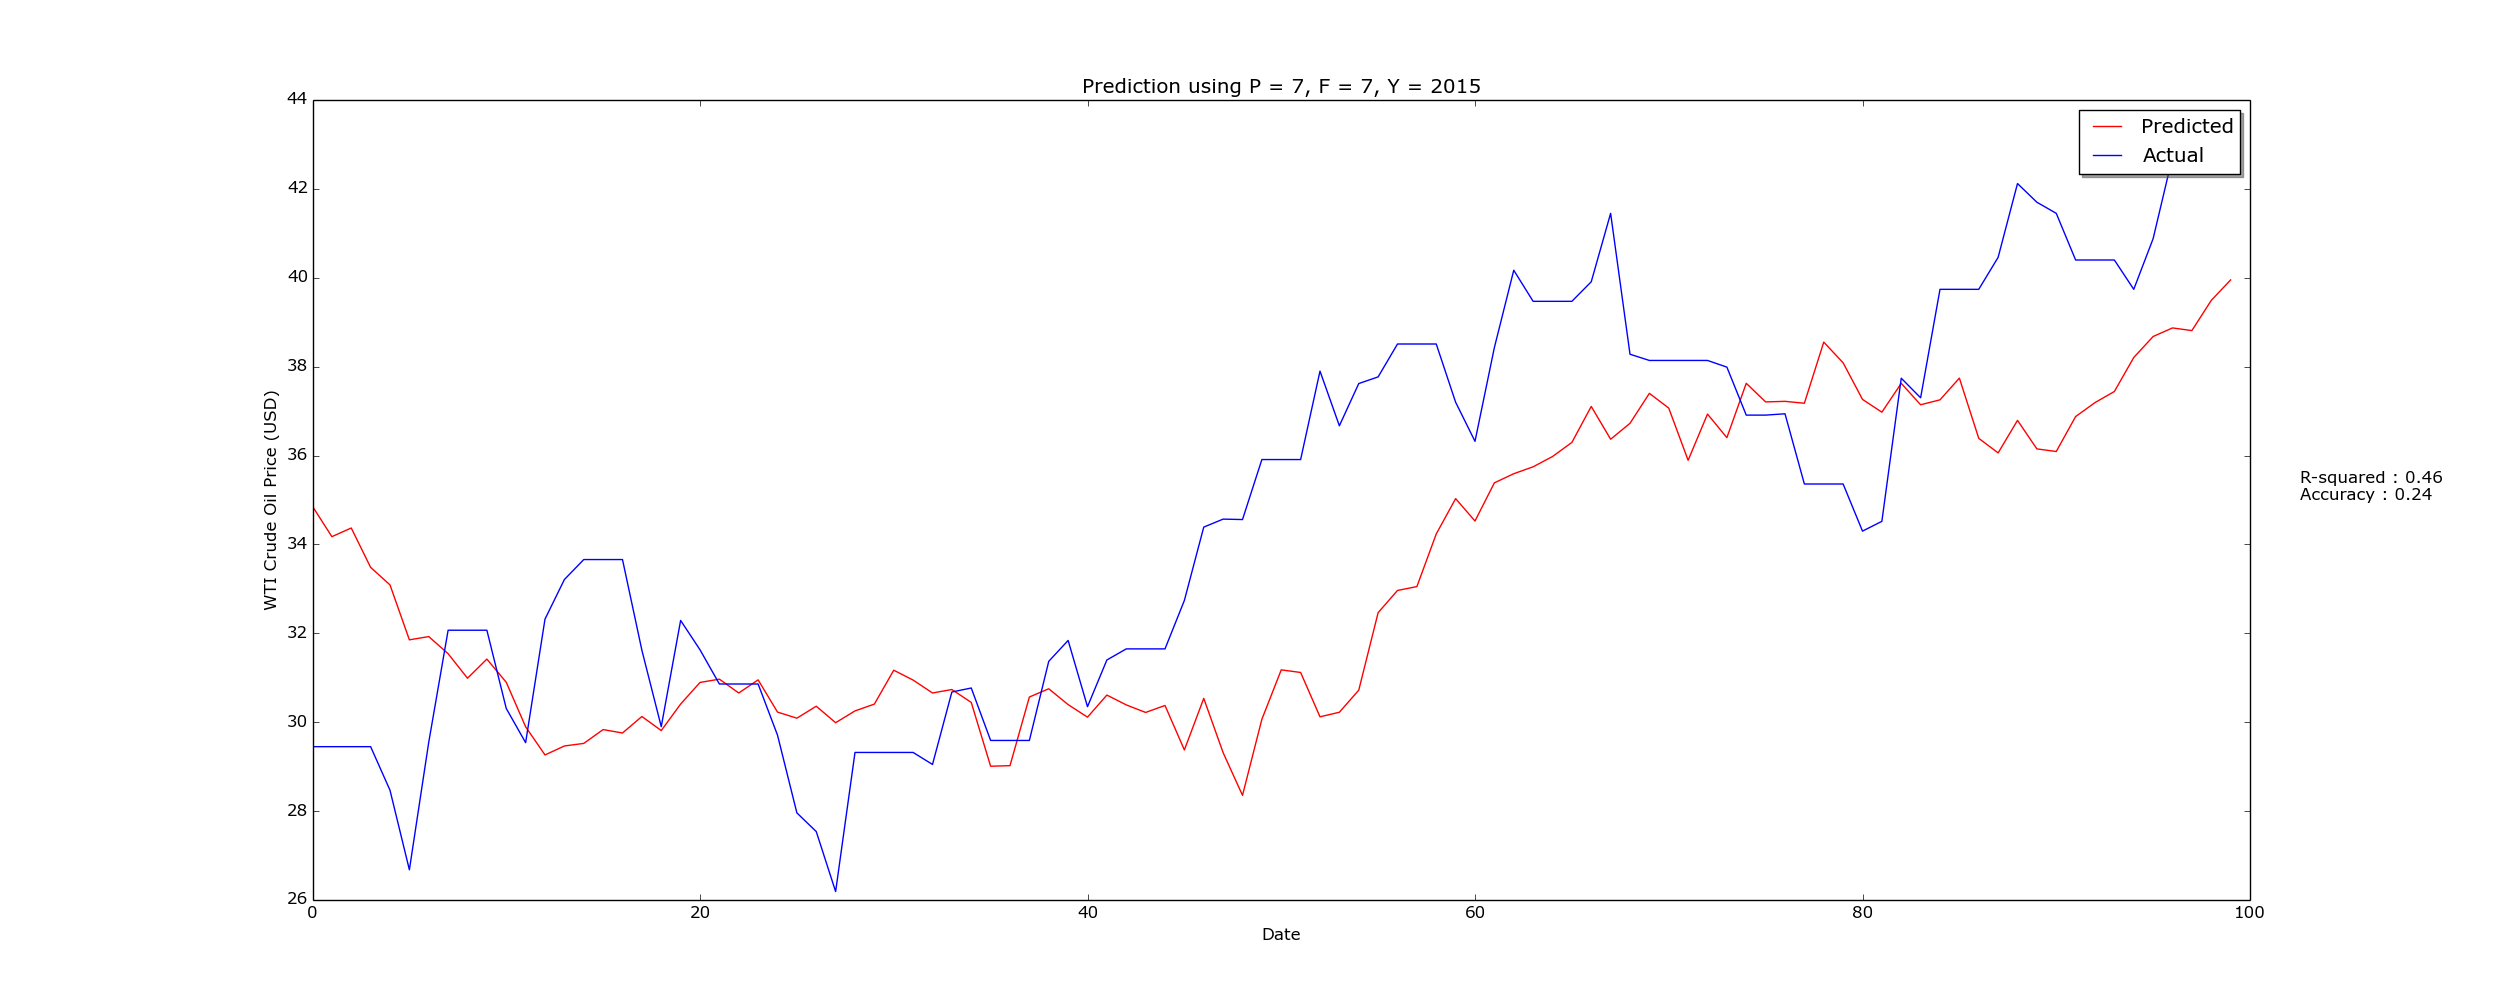 Prediction using P = 7, F = 7, Y = 2015
44
42
40
38
36
34
32
30
28
26
WTI Crude Oil Price (USD)
0 20 40 60 80 100
Date
Predicted
Actual
R-squared : 0.46
Accuracy : 0.24